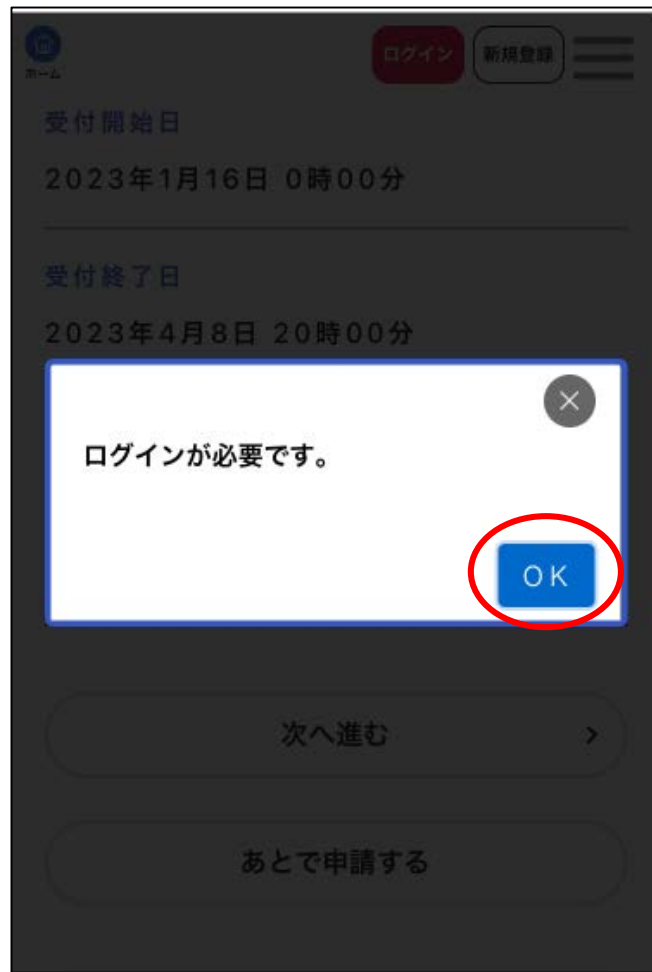 ログイン
新規登録
ホーム
受付開始日
2023年1月16日 0時00分
受付終了日
2023年4月8日 20時00分
ログインが必要です。
OK
次へ進む
あとで申請する